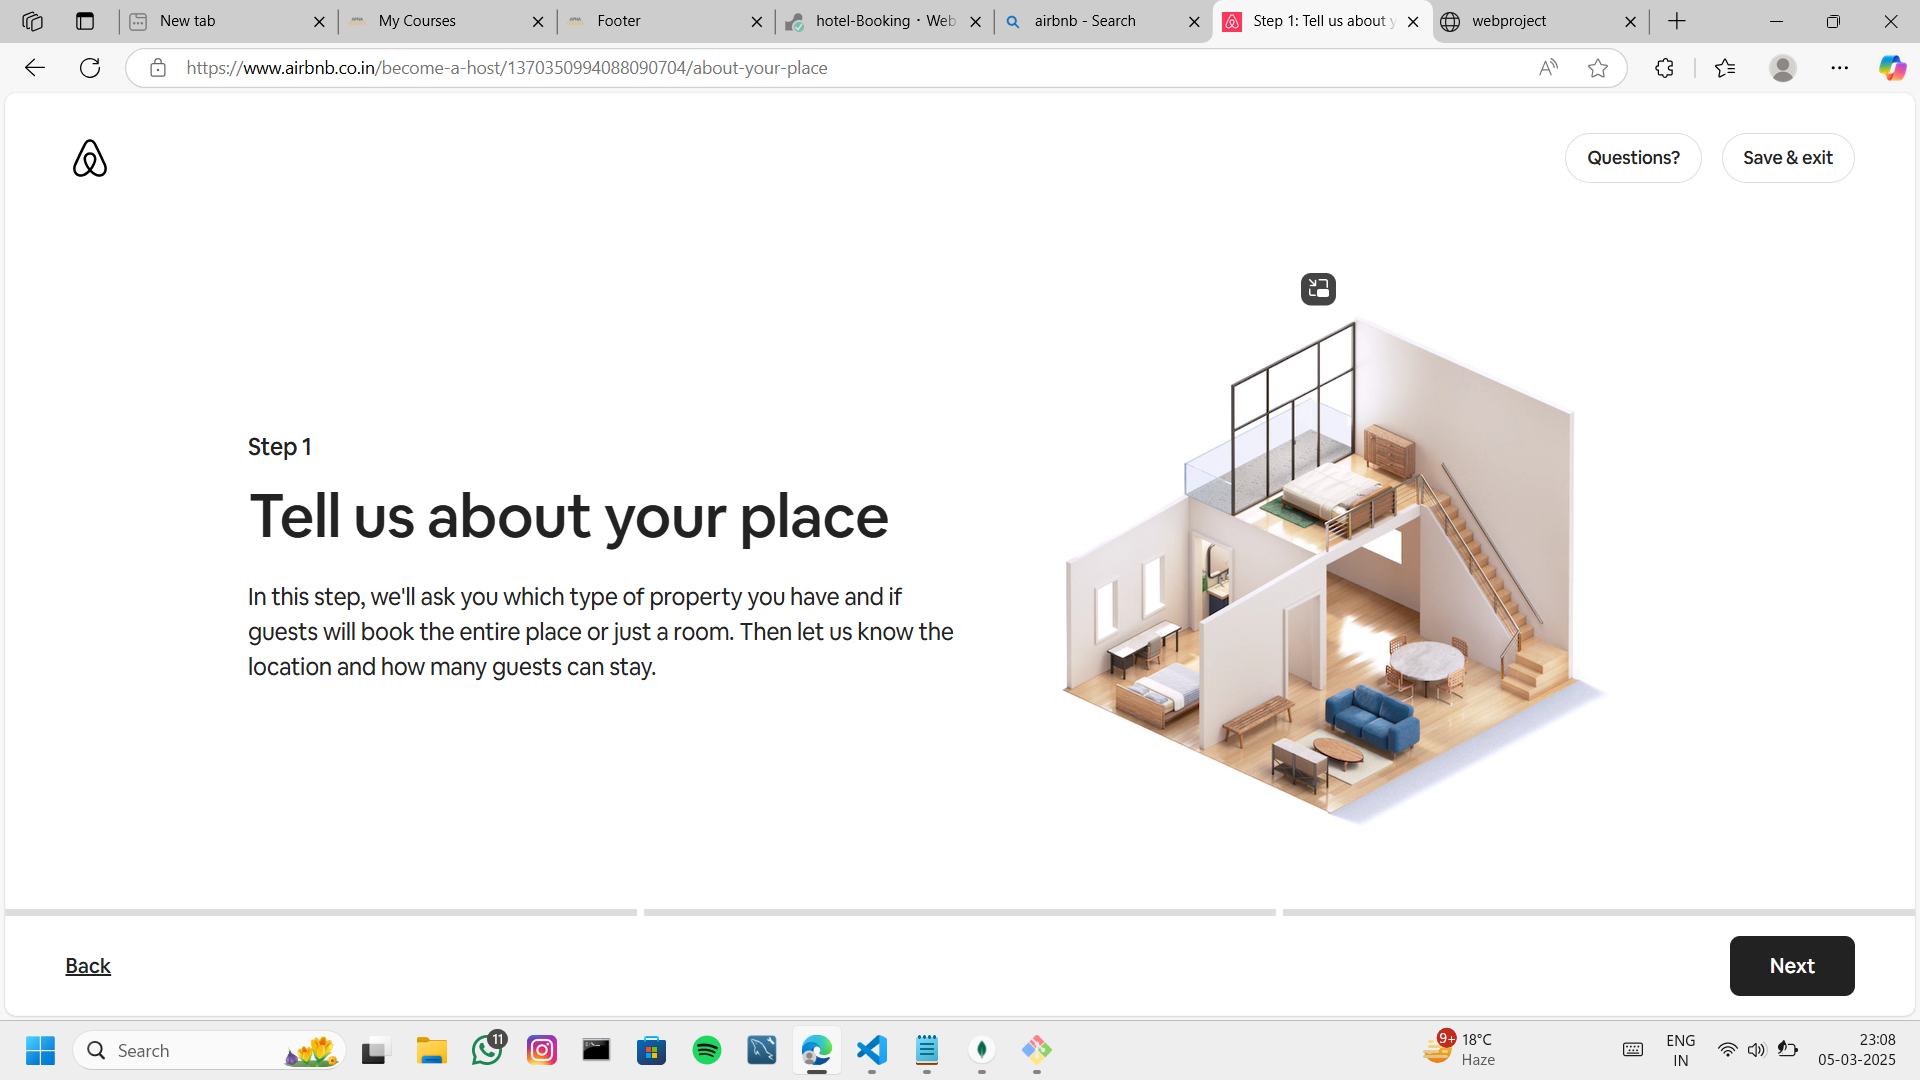 New tab
My Courses
Footer
hotel-Booking • Web
airbnb - Search
Step 1: Tell us about y
webproject
https://www.airbnb.co.in/become-a-host/1370350994088090704/about-your-place
Questions?
Save & exit
Step 1
Tell us about your place
In this step, we'll ask you which type of property you have and if
guests will book the entire place or just a room. Then let us know the
location and how many guests can stay.
Back
Next
Search
11
9+
18°C
Haze
ENG
IN
23:08
05-03-2025